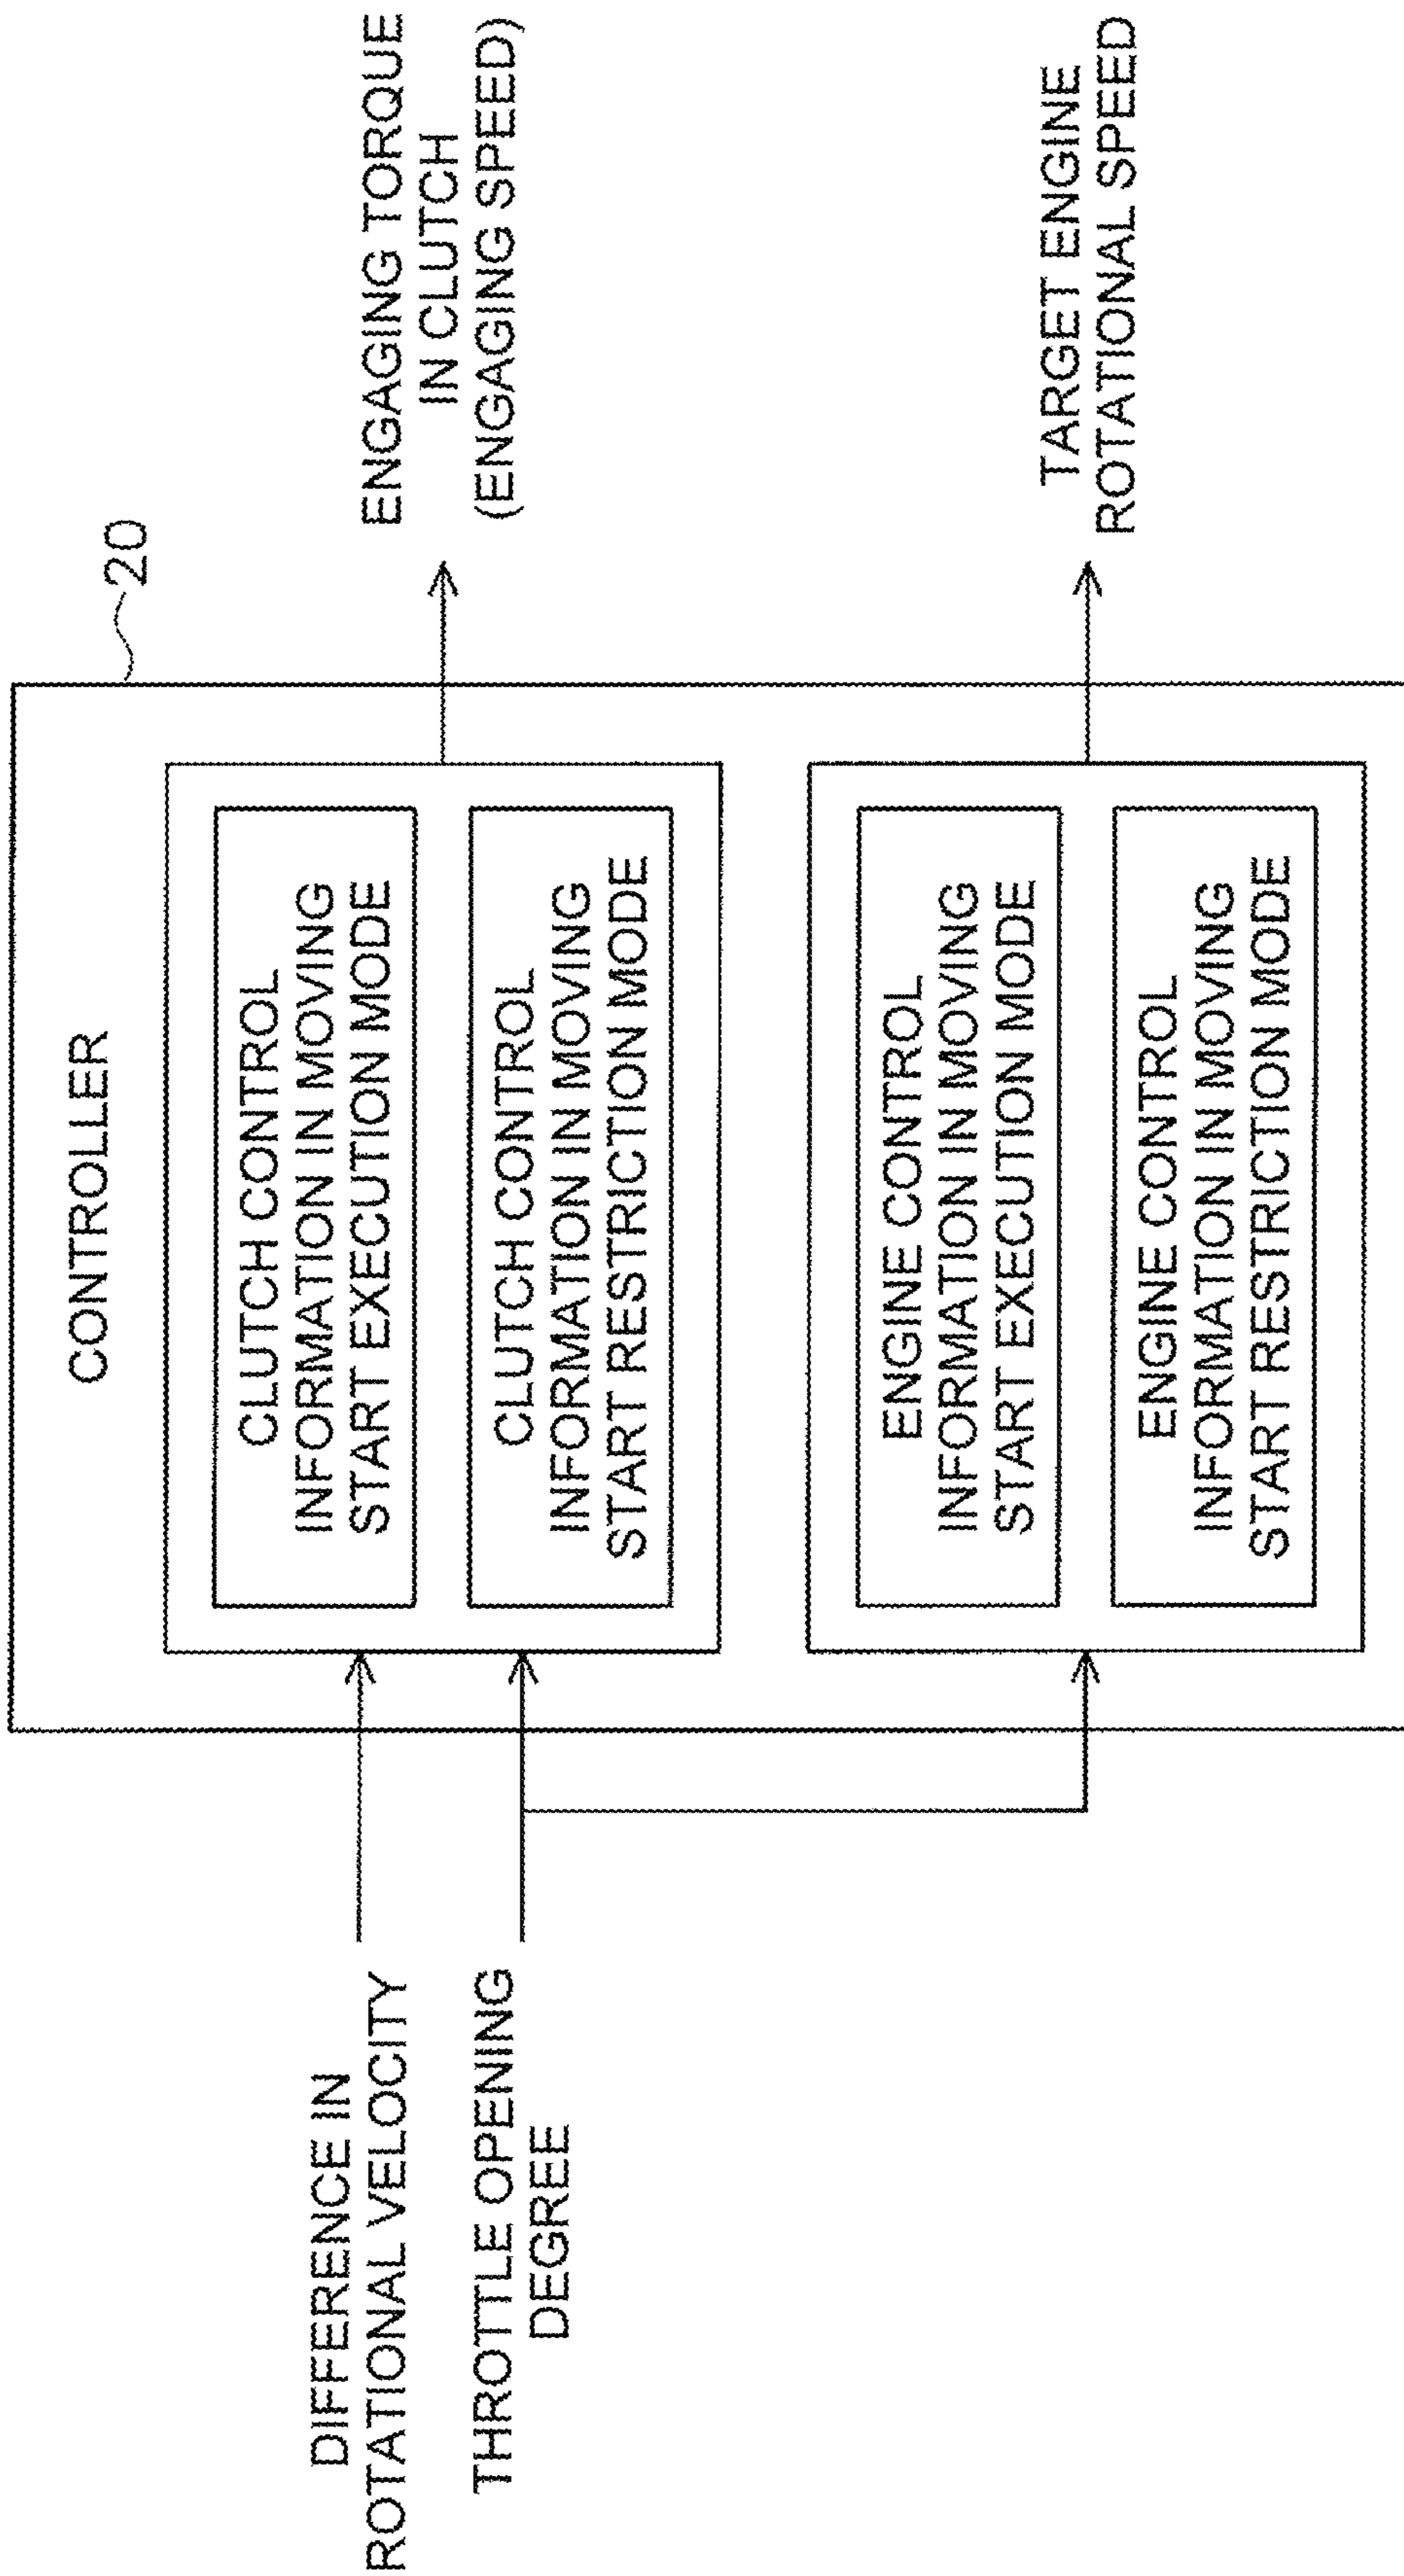 DIFFERENCE IN
ROTATIONAL VELOCITY
THROTTLE OPENING
DEGREE
CONTROLLER
20
CLUTCH CONTROL
INFORMATION IN MOVING
START EXECUTION MODE
CLUTCH CONTROL
INFORMATION IN MOVING
START RESTRICTION MODE
ENGINE CONTROL
INFORMATION IN MOVING
START EXECUTION MODE
ENGINE CONTROL
INFORMATION IN MOVING
START RESTRICTION MODE
ENGAGING TORQUE
IN CLUTCH
(ENGAGING SPEED)
TARGET ENGINE
ROTATIONAL SPEED